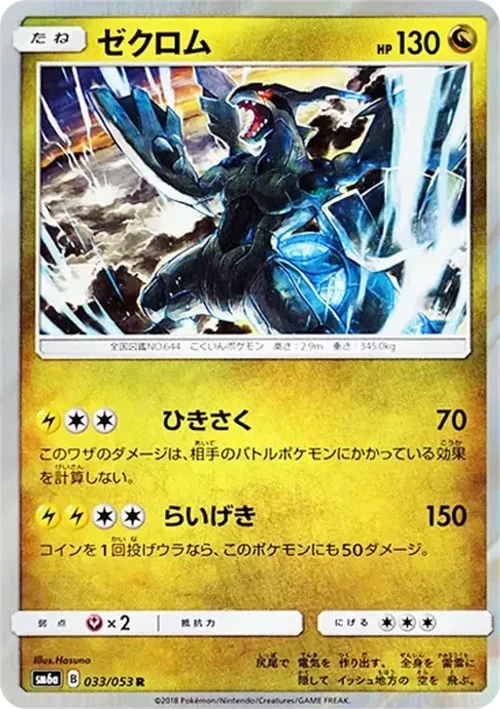 たね ゼクロム HP 130
全国図鑑NO.644 こくいんポケモン 高さ：2.9m 重さ：345.0kg
ひきさく 70
このワザのダメージは、相手のバトルポケモンにかかっている効果
を計算しない。
らいげき 150
コインを1回投げウラなら、このポケモンにも50ダメージ。
弱点 ×2 抵抗力 にげる
Illus.Hasuno
尻尾で 電気を 作り出す。 全身を 雷雲に
隠して イッシュ地方の 空を 飛ぶ。
sm6a B 033/053 R
©2018 Pokémon/Nintendo/Creatures/GAME FREAK.